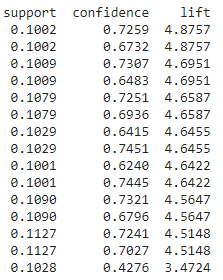 support confidence lift
0.1002 0.7259 4.8757
0.1002 0.6732 4.8757
0.1009 0.7307 4.6951
0.1009 0.6483 4.6951
0.1079 0.7251 4.6587
0.1079 0.6936 4.6587
0.1029 0.6415 4.6455
0.1029 0.7451 4.6455
0.1001 0.6240 4.6422
0.1001 0.7445 4.6422
0.1090 0.7321 4.5647
0.1090 0.6796 4.5647
0.1127 0.7241 4.5148
0.1127 0.7027 4.5148
0.1028 0.4276 3.4724